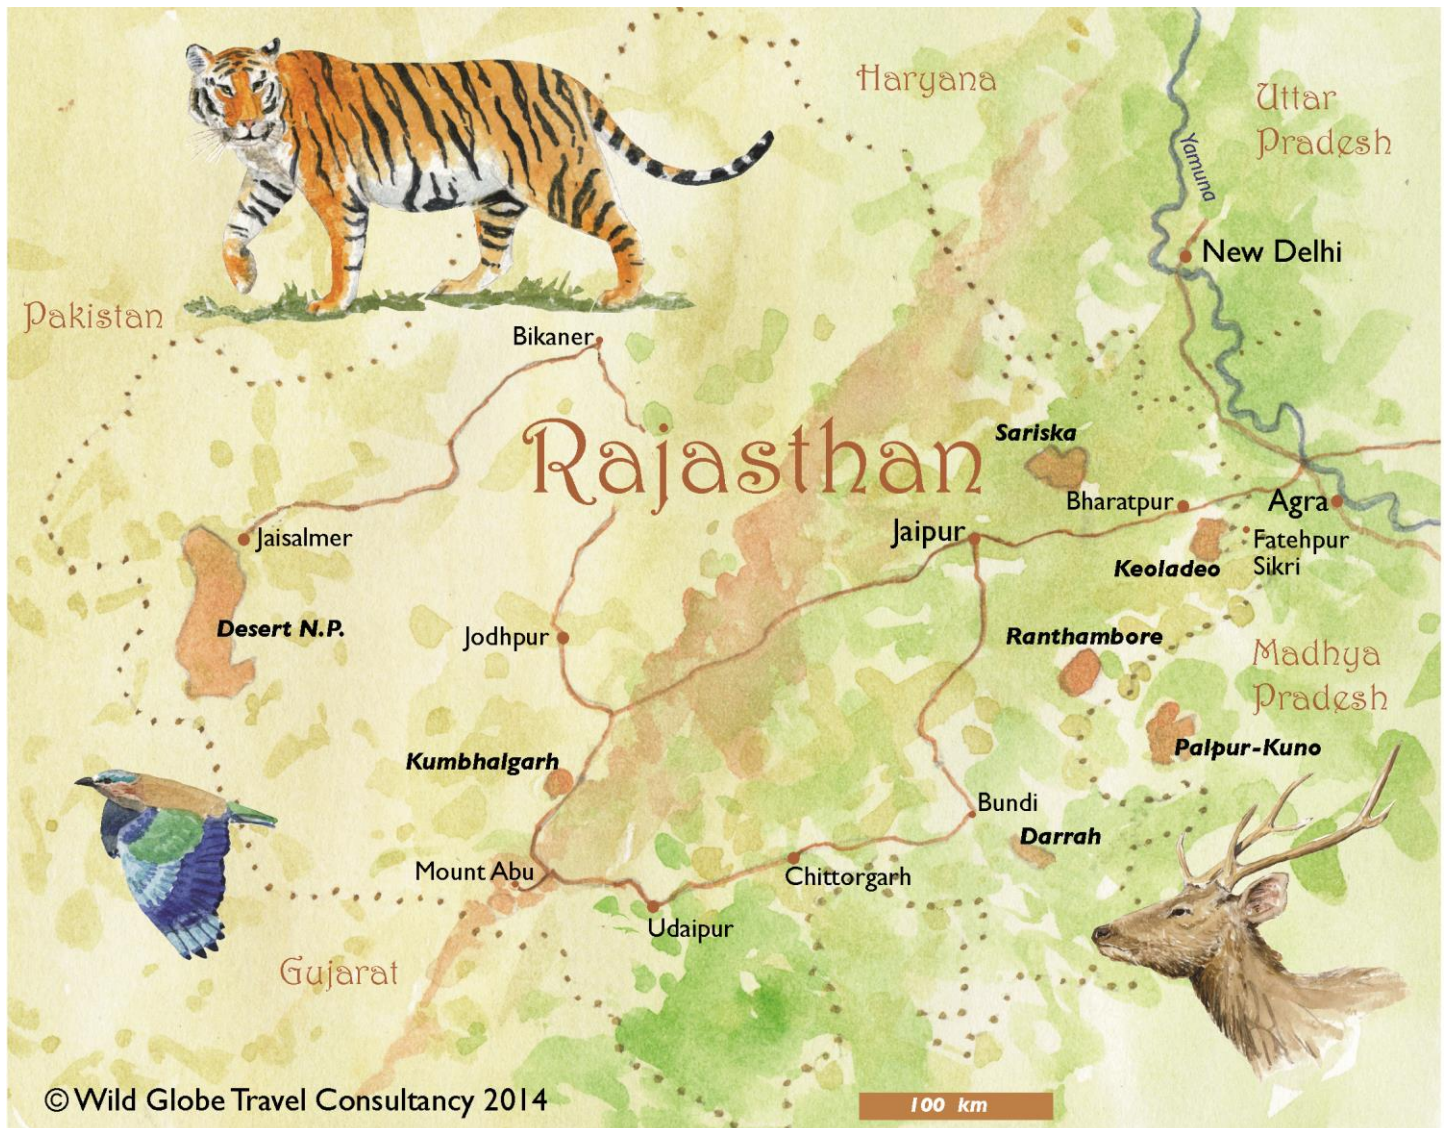 Haryana
Uttar
Pradesh
Yamuna
New Delhi
Pakistan
Bikaner
Rajasthan
Sariska
Bharatpur
Agra
Jaipur
Jaisalmer
Fatehpur
Sikri
Keoladeo
Desert N.P.
Jodhpur
Ranthambore
Madhya
Pradesh
Palpur-Kuno
Kumbhalgarh
Bundi
Darrah
Mount Abu
Chittorgarh
Udaipur
Gujarat
© Wild Globe Travel Consultancy 2014
100 km